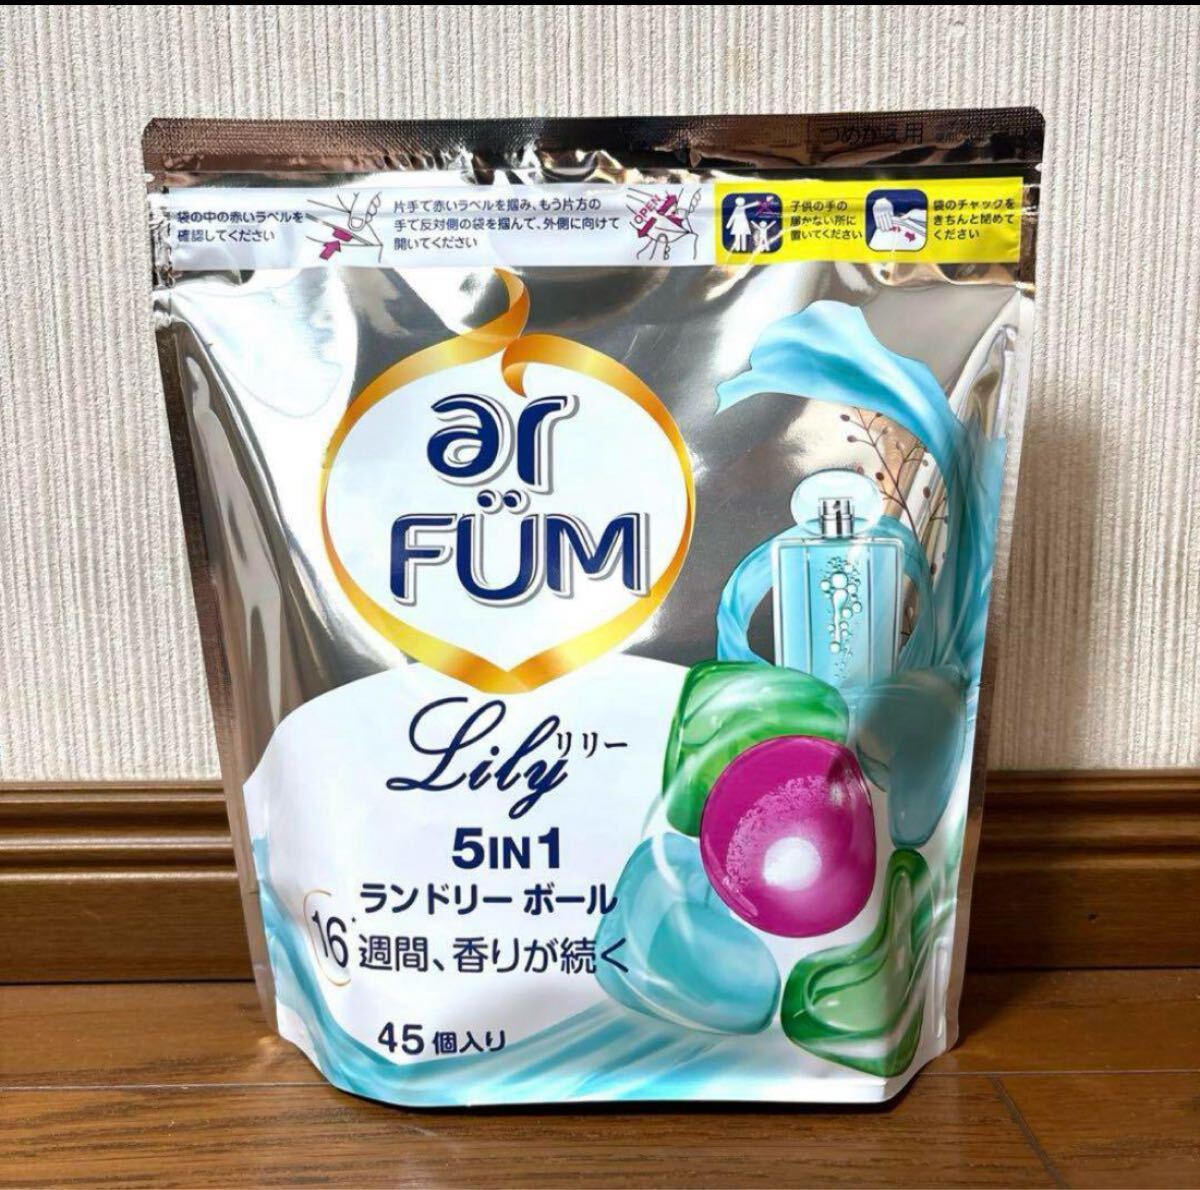 つめかえ用
袋の中の赤いラベルを
確認してください
片手で赤いラベルを掴み、もう片方の
手で反対側の袋を掴んで、外側に向けて
開いてください
OPEN
子供の手の
届かない所に
置いてください
袋のチャックを
きちんと閉めて
ください
ar
FÜM
Lily リリー
5IN1
ランドリー ボール
16*週間、香りが続く
45個入り